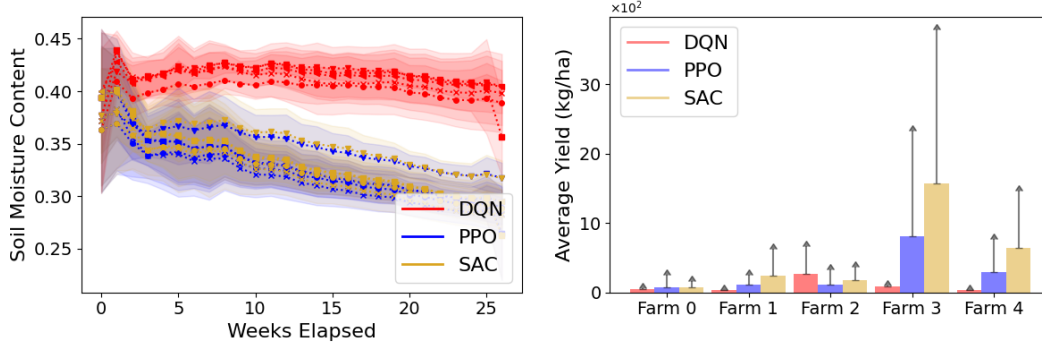 Soil Moisture Content
0.45
0.40
0.35
0.30
0.25
0
5
10
15
20
25
Weeks Elapsed
DQN
PPO
SAC
×10²
Average Yield (kg/ha)
30
20
10
0
Farm 0
Farm 1
Farm 2
Farm 3
Farm 4
DQN
PPO
SAC